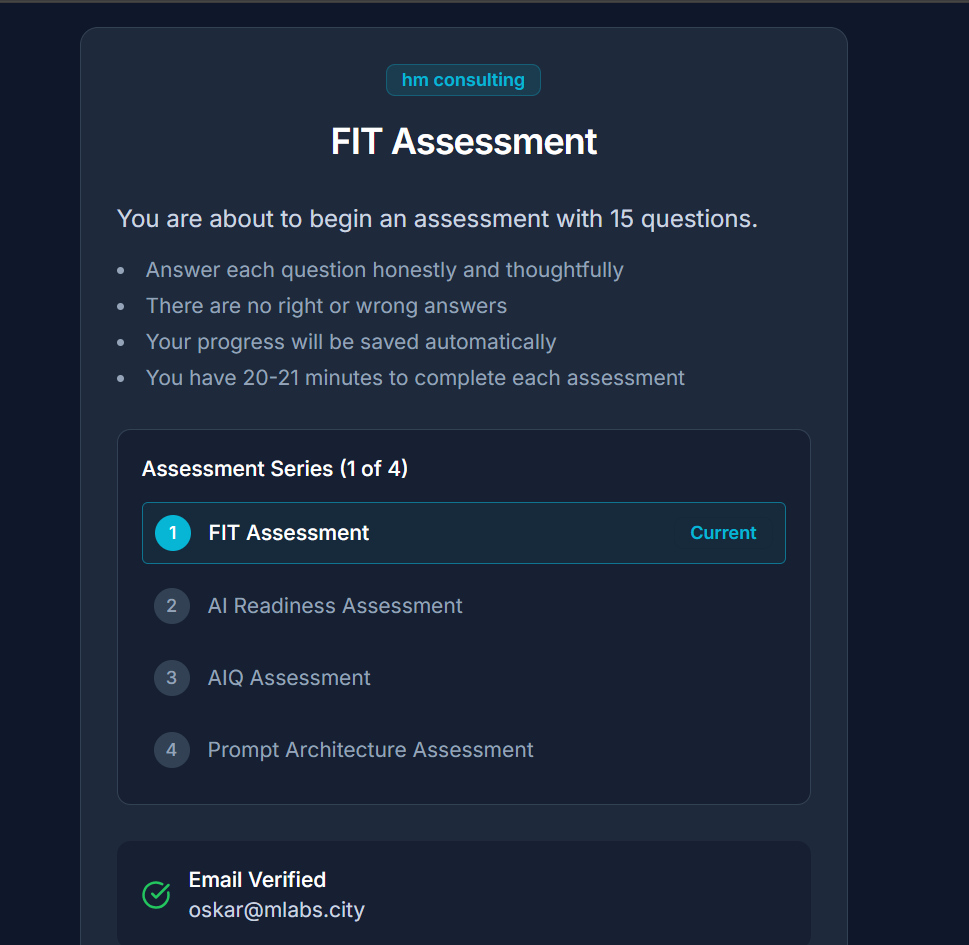 hm consulting
FIT Assessment
You are about to begin an assessment with 15 questions.
Answer each question honestly and thoughtfully
There are no right or wrong answers
Your progress will be saved automatically
You have 20-21 minutes to complete each assessment
Assessment Series (1 of 4)
1 FIT Assessment Current
2 AI Readiness Assessment
3 AIQ Assessment
4 Prompt Architecture Assessment
Email Verified
oskar@mlabs.city